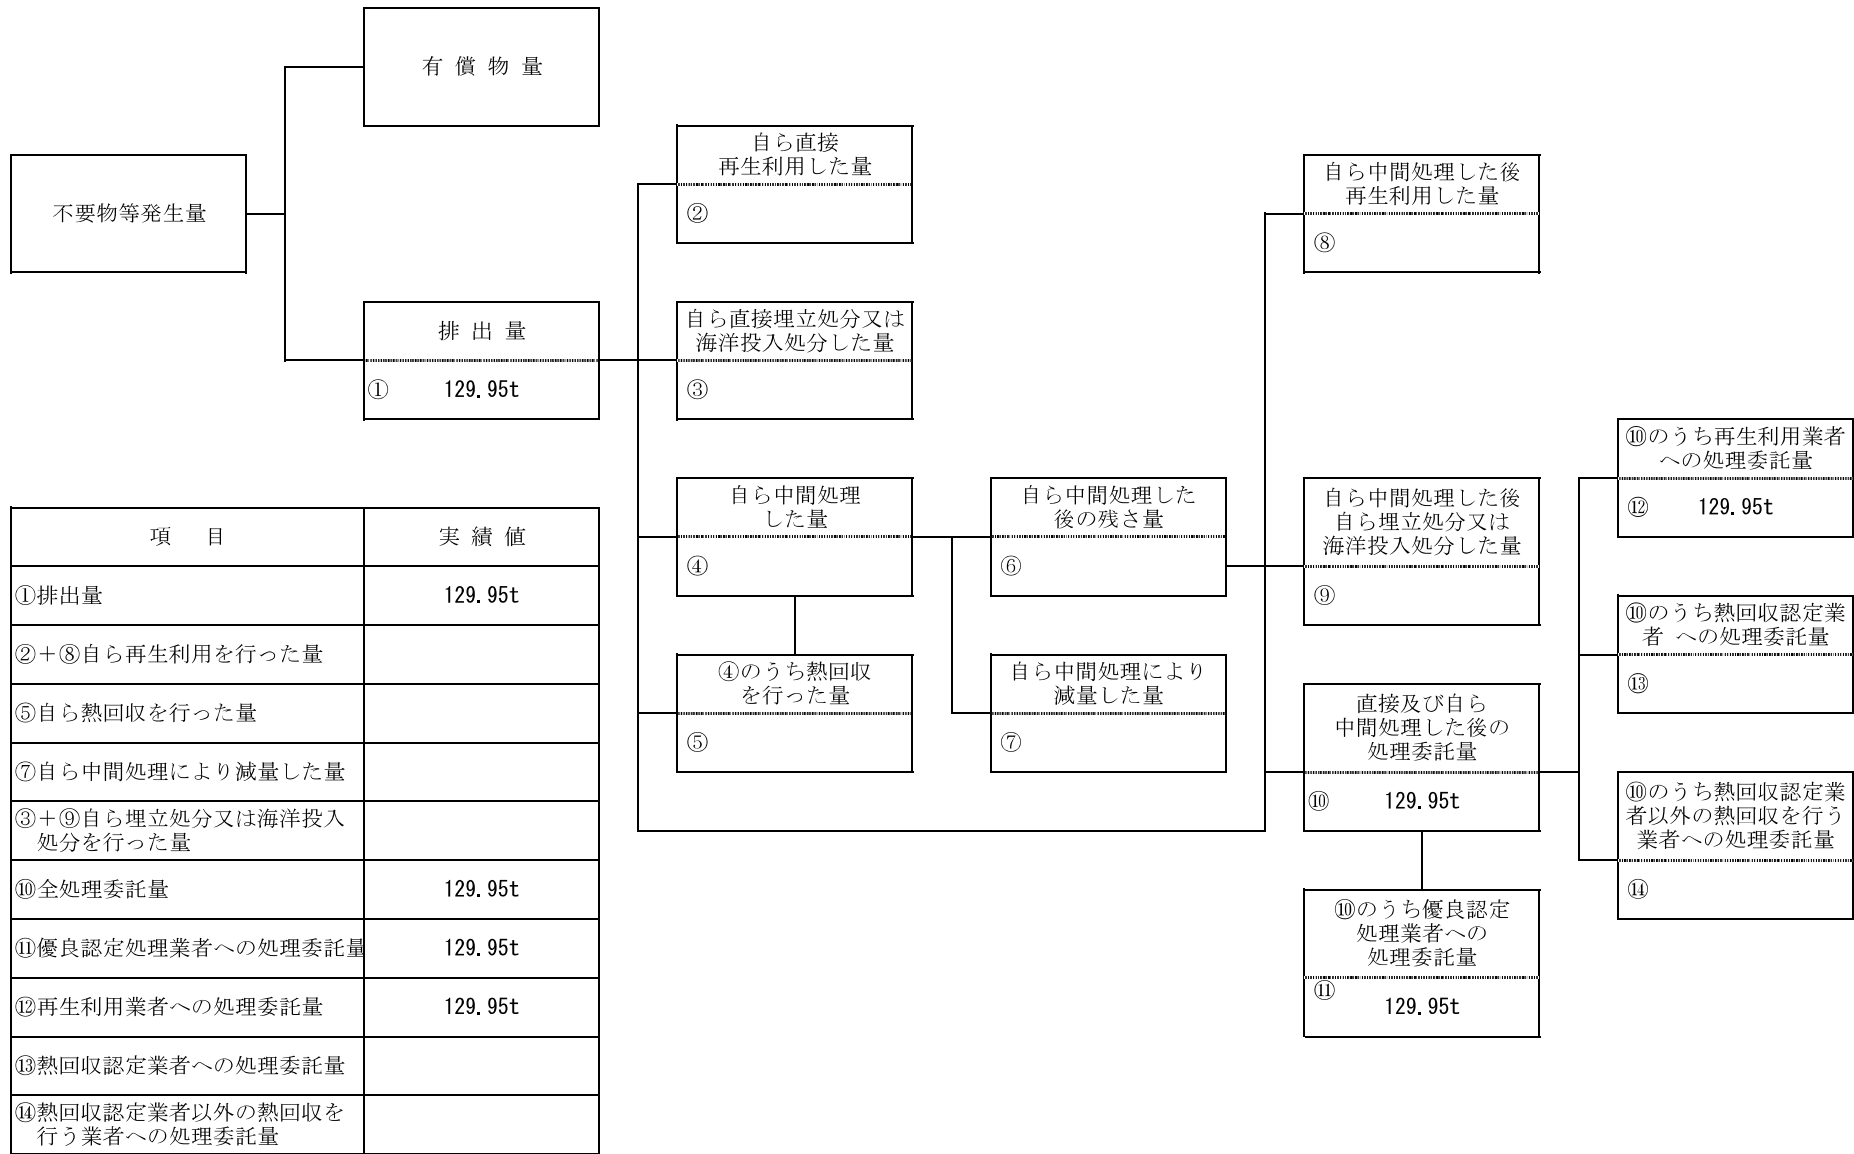 有 償 物 量
不要物等発生量
排 出 量
① 129.95t
自ら直接
再生利用した量
②
自ら直接埋立処分又は
海洋投入処分した量
③
自ら中間処理
した量
④
④のうち熱回収
を行った量
⑤
自ら中間処理した
後の残さ量
⑥
自ら中間処理により
減量した量
⑦
自ら中間処理した後
再生利用した量
⑧
自ら中間処理した後
自ら埋立処分又は
海洋投入処分した量
⑨
直接及び自ら
中間処理した後の
処理委託量
⑩ 129.95t
⑩のうち優良認定
処理業者への
処理委託量
⑪ 129.95t
⑩のうち再生利用業者
への処理委託量
⑫ 129.95t
⑩のうち熱回収認定業
者 への処理委託量
⑬
⑩のうち熱回収認定業
者以外の熱回収を行う
業者への処理委託量
⑭
項 目 実 績 値
①排出量 129.95t
②+⑧自ら再生利用を行った量
⑤自ら熱回収を行った量
⑦自ら中間処理により減量した量
③+⑨自ら埋立処分又は海洋投入
処分を行った量
⑩全処理委託量 129.95t
⑪優良認定処理業者への処理委託量 129.95t
⑫再生利用業者への処理委託量 129.95t
⑬熱回収認定業者への処理委託量
⑭熱回収認定業者以外の熱回収を
行う業者への処理委託量